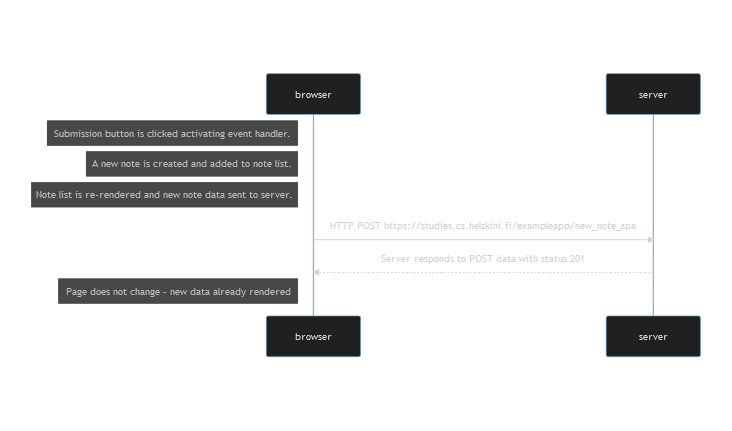 browser
server
Submission button is clicked activating event handler.
A new note is created and added to note list.
Note list is re-rendered and new note data sent to server.
HTTP POST https://studies.cs.helskini.fi/exampleapp/new_note_spa
Server responds to POST data with status 201
Page does not change - new data already rendered
browser
server